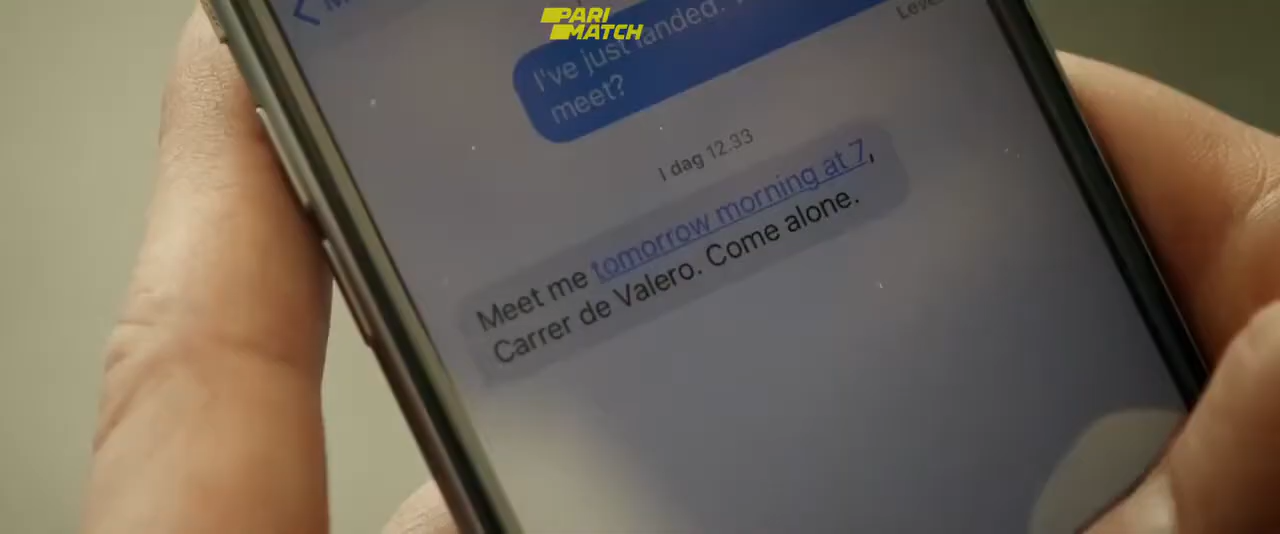 PARI
MATCH
I've just landed.
meet?
I dag 12.33
Meet me tomorrow morning at 7,
Carrer de Valero. Come alone.